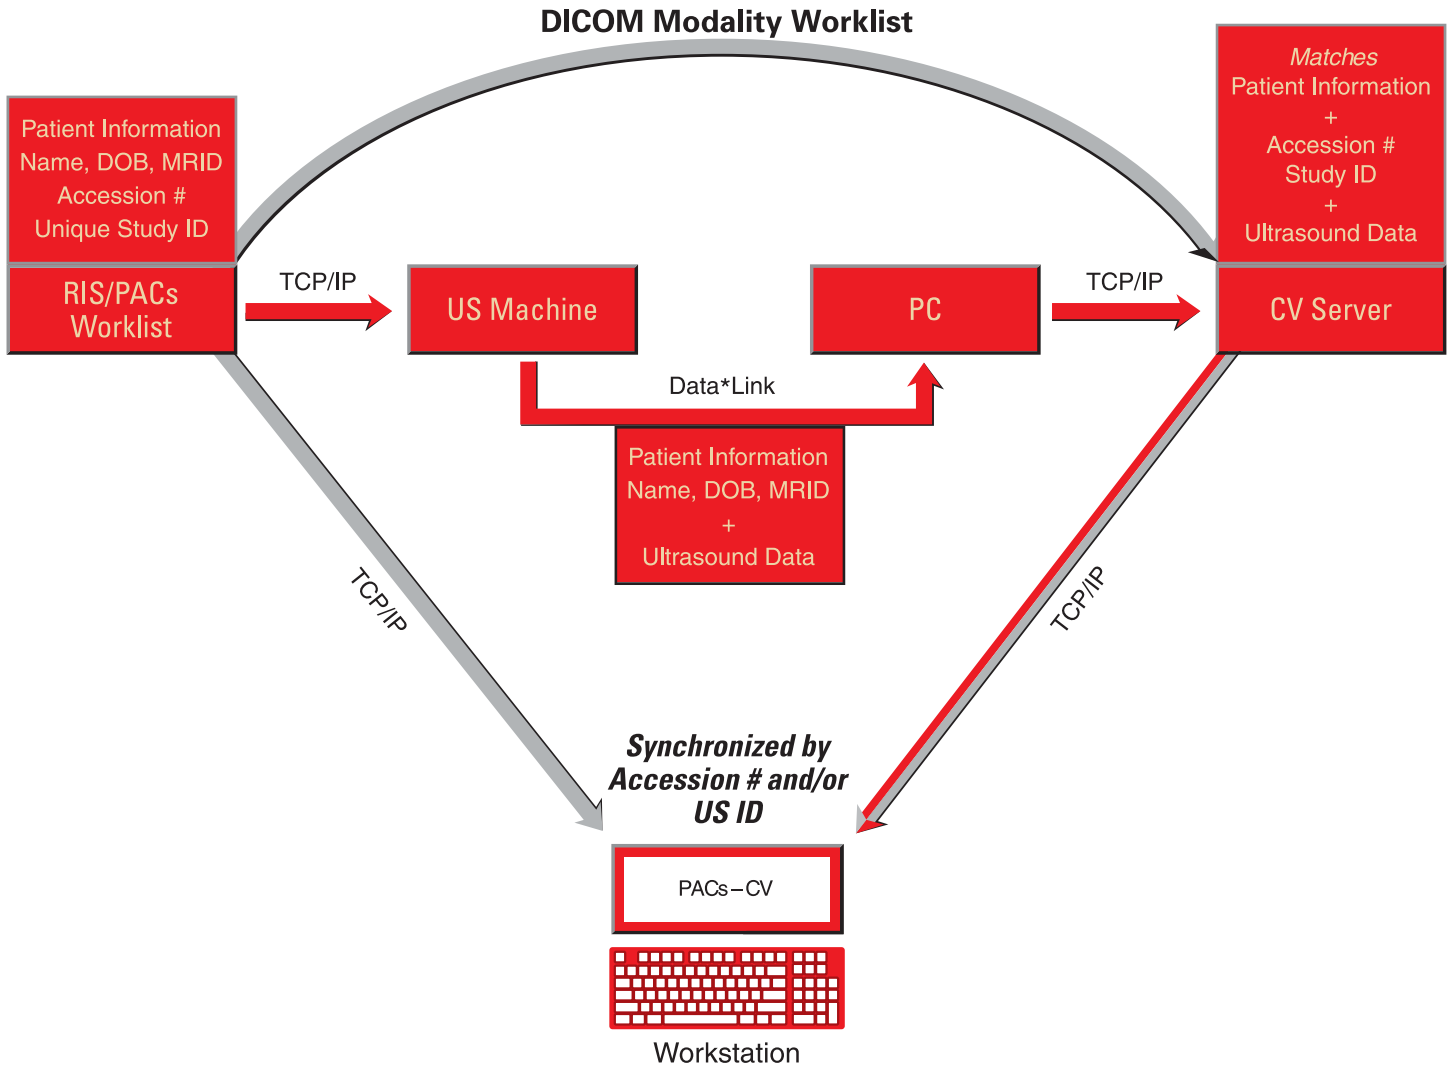 DICOM Modality Worklist
Patient Information
Name, DOB, MRID
Accession #
Unique Study ID
RIS/PACs
Worklist
TCP/IP
US Machine
Data*Link
Patient Information
Name, DOB, MRID
+
Ultrasound Data
PC
TCP/IP
Matches
Patient Information
+
Accession #
Study ID
+
Ultrasound Data
CV Server
TCP/IP
TCP/IP
Synchronized by
Accession # and/or
US ID
PACs–CV
Workstation